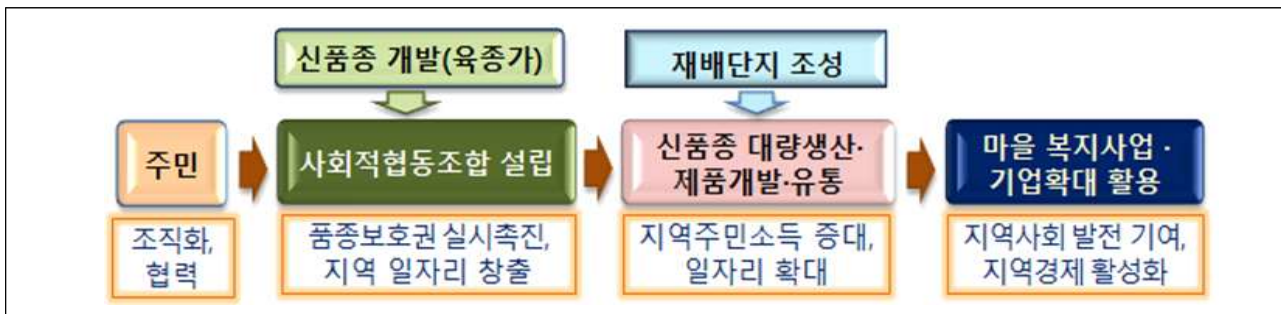 신품종 개발(육종가)
재배단지 조성
주민
사회적협동조합 설립
신품종 대량생산·
제품개발·유통
마을 복지사업 ·
기업확대 활용
조직화,
협력
품종보호권 실시촉진,
지역 일자리 창출
지역주민소득 증대,
일자리 확대
지역사회 발전 기여,
지역경제 활성화